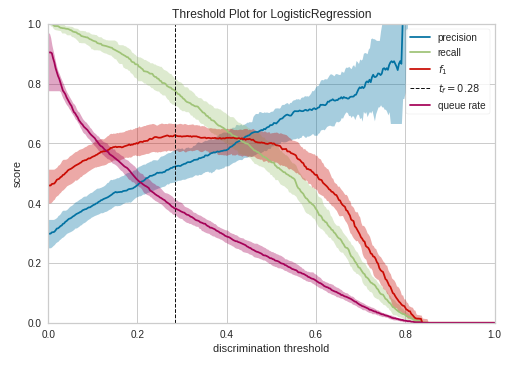 Threshold Plot for LogisticRegression
1.0
0.8
0.6
0.4
0.2
0.0
score
0.0 0.2 0.4 0.6 0.8 1.0
discrimination threshold
precision
recall
f₁
tᵣ = 0.28
queue rate